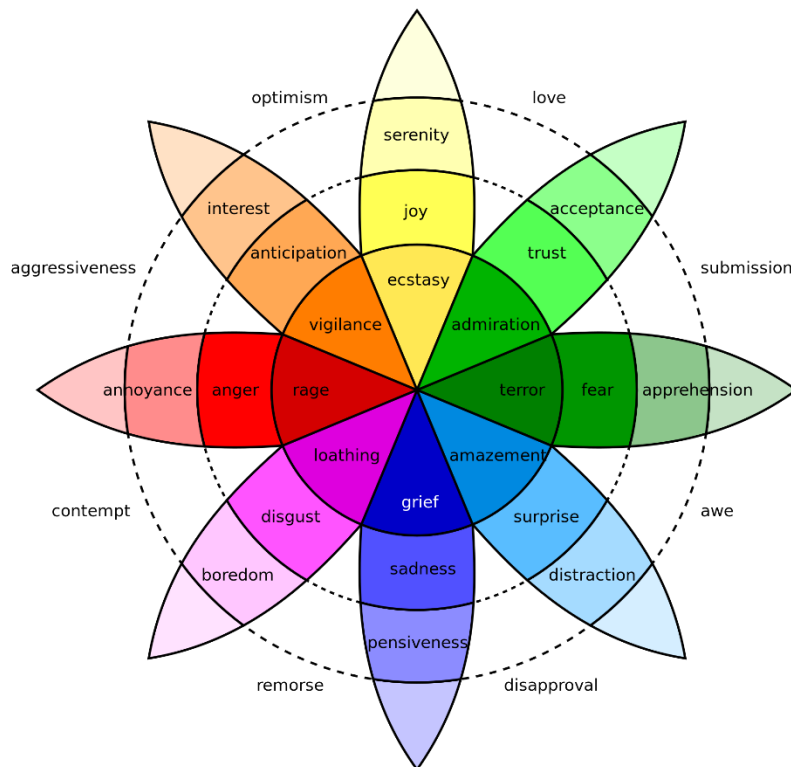 optimism
love
serenity
interest
joy
acceptance
anticipation
trust
aggressiveness
submission
ecstasy
vigilance
admiration
annoyance
anger
rage
terror
fear
apprehension
loathing
amazement
grief
contempt
disgust
surprise
awe
boredom
sadness
distraction
pensiveness
remorse
disapproval